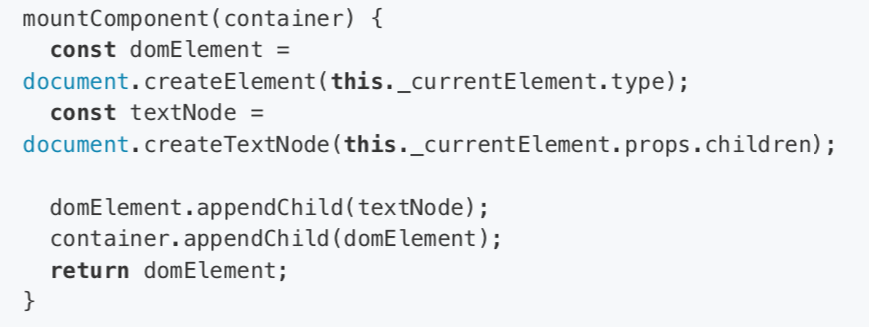 mountComponent(container) {
  const domElement =
document.createElement(this._currentElement.type);
  const textNode =
document.createTextNode(this._currentElement.props.children);

  domElement.appendChild(textNode);
  container.appendChild(domElement);
  return domElement;
}